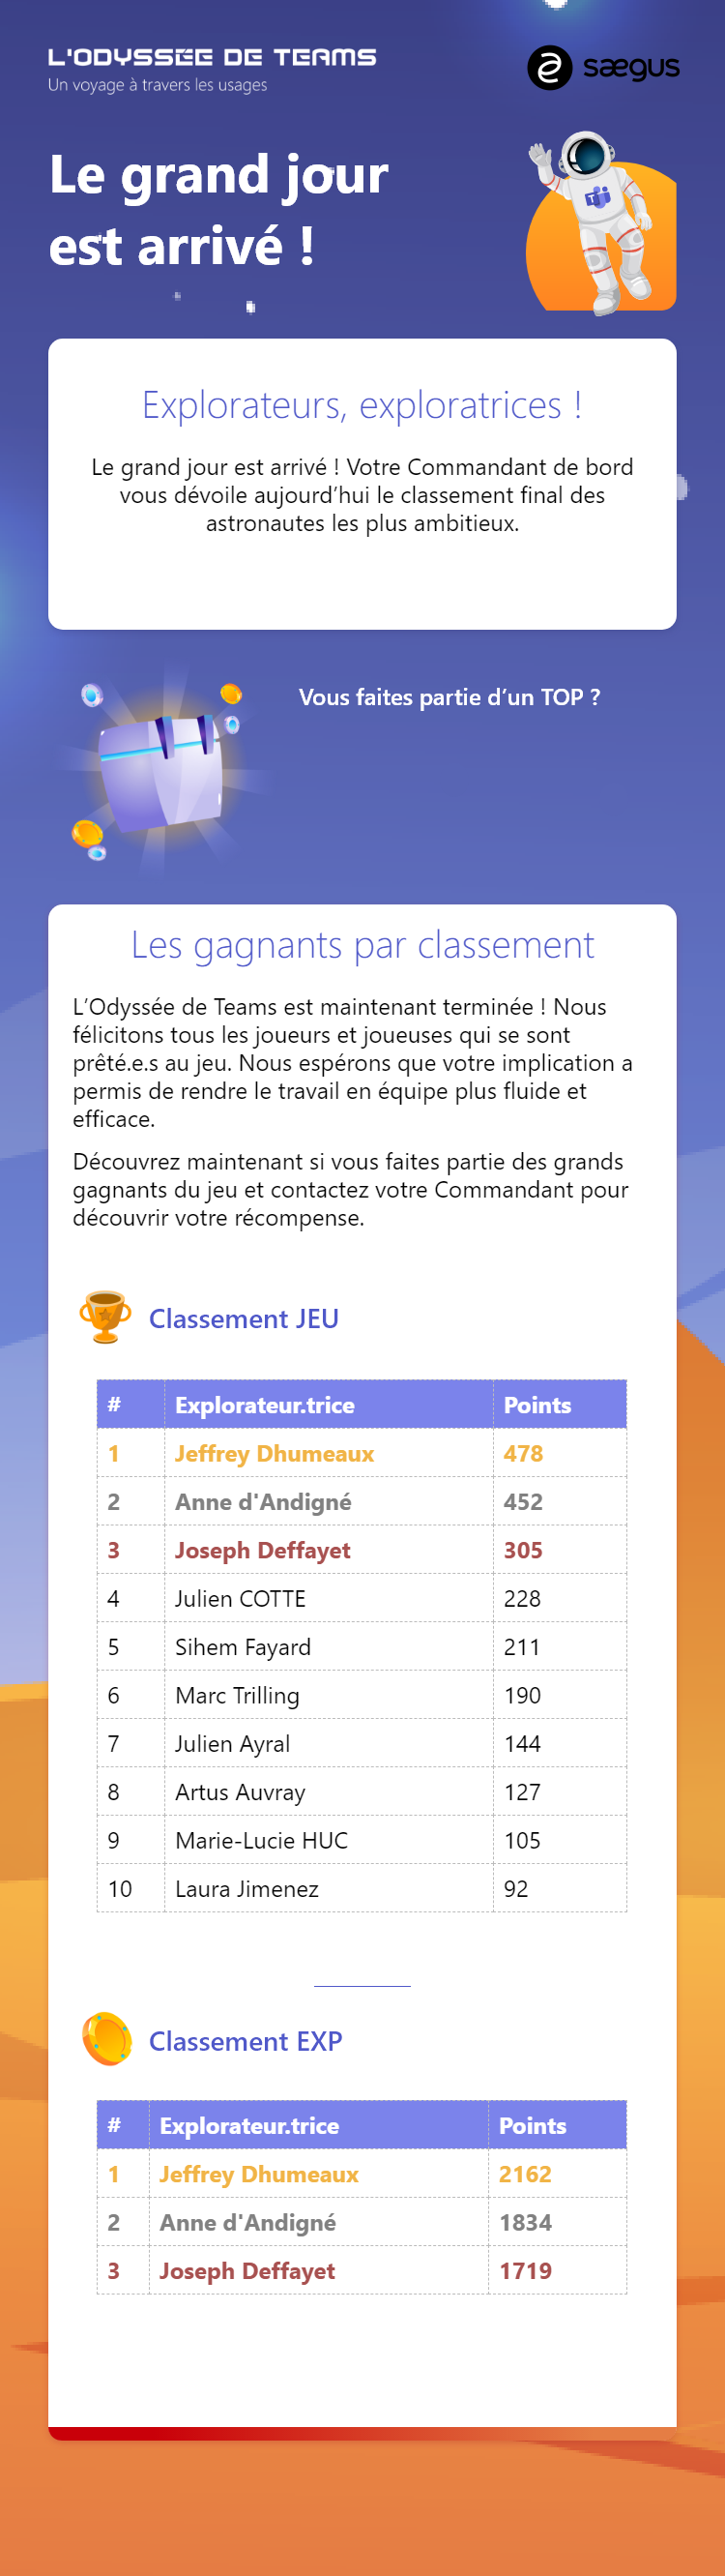 L'ODYSSÉE DE TEAMS
Un voyage à travers les usages
sægus
Le grand jour
est arrivé !
Explorateurs, exploratrices !
Le grand jour est arrivé ! Votre Commandant de bord
vous dévoile aujourd’hui le classement final des
astronautes les plus ambitieux.
Vous faites partie d’un TOP ?
Les gagnants par classement
L’Odyssée de Teams est maintenant terminée ! Nous
félicitons tous les joueurs et joueuses qui se sont
prêté.e.s au jeu. Nous espérons que votre implication a
permis de rendre le travail en équipe plus fluide et
efficace.
Découvrez maintenant si vous faites partie des grands
gagnants du jeu et contactez votre Commandant pour
découvrir votre récompense.
Classement JEU
# Explorateur.trice Points
1 Jeffrey Dhumeaux 478
2 Anne d'Andigné 452
3 Joseph Deffayet 305
4 Julien COTTE 228
5 Sihem Fayard 211
6 Marc Trilling 190
7 Julien Ayral 144
8 Artus Auvray 127
9 Marie-Lucie HUC 105
10 Laura Jimenez 92
Classement EXP
# Explorateur.trice Points
1 Jeffrey Dhumeaux 2162
2 Anne d'Andigné 1834
3 Joseph Deffayet 1719